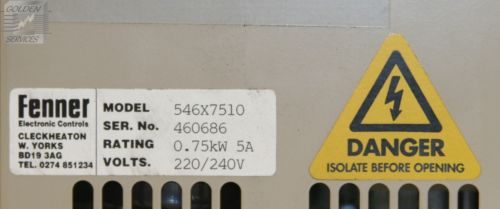 GOLDEN
SERVICES
Fenner
Electronic Controls
CLECKHEATON
W. YORKS
BD19 3AG
TEL. 0274 851234
MODEL 546X7510
SER. No. 460686
RATING 0.75kW 5A
VOLTS. 220/240V
DANGER
ISOLATE BEFORE OPENING